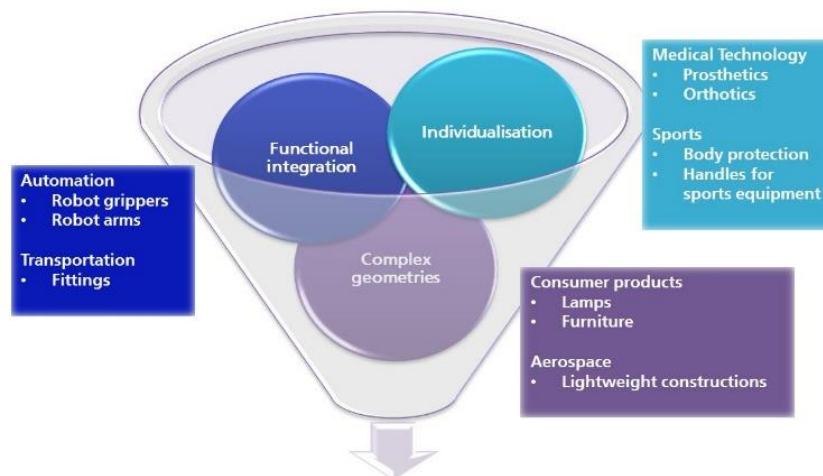 Medical Technology
• Prosthetics
• Orthotics
Sports
• Body protection
• Handles for
sports equipment
Individualisation
Functional
integration
Automation
• Robot grippers
• Robot arms
Transportation
• Fittings
Complex
geometries
Consumer products
• Lamps
• Furniture
Aerospace
• Lightweight constructions